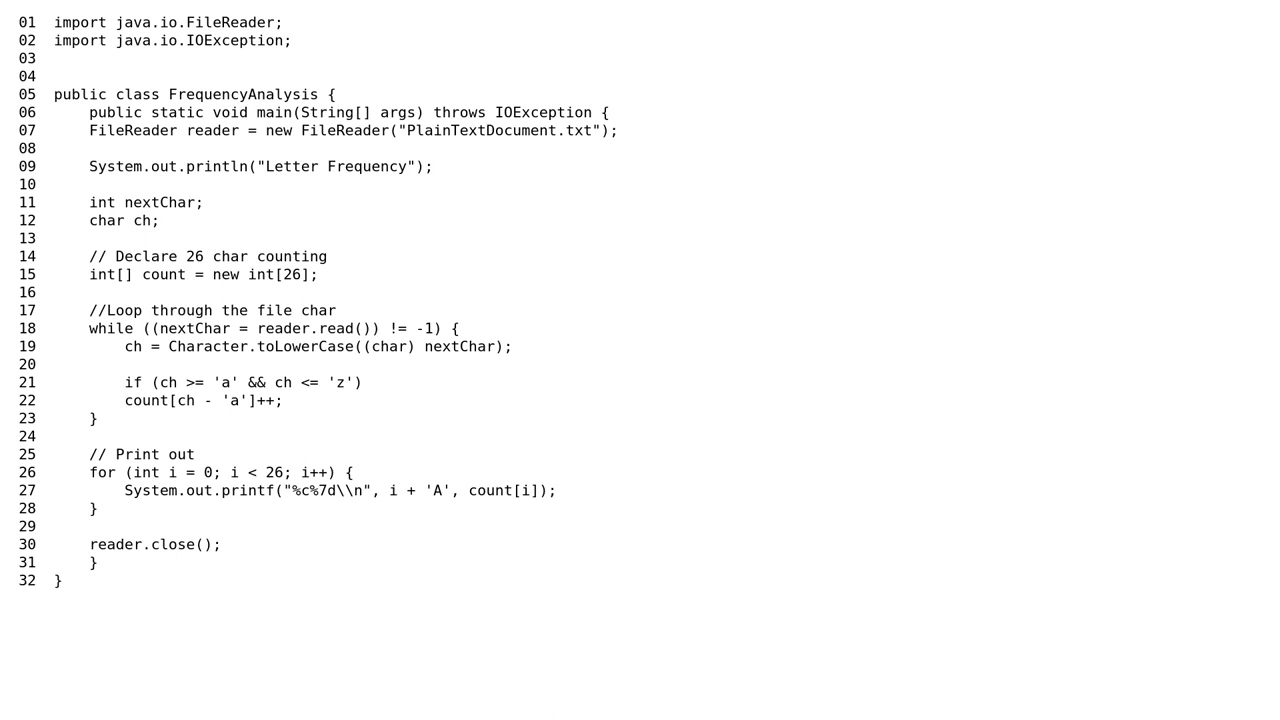 01  import java.io.FileReader;
02  import java.io.IOException;
03
04
05  public class FrequencyAnalysis {
06      public static void main(String[] args) throws IOException {
07      FileReader reader = new FileReader("PlainTextDocument.txt");
08
09      System.out.println("Letter Frequency");
10
11      int nextChar;
12      char ch;
13
14      // Declare 26 char counting
15      int[] count = new int[26];
16
17      //Loop through the file char
18      while ((nextChar = reader.read()) != -1) {
19          ch = Character.toLowerCase((char) nextChar);
20
21          if (ch >= 'a' && ch <= 'z')
22          count[ch - 'a']++;
23      }
24
25      // Print out
26      for (int i = 0; i < 26; i++) {
27          System.out.printf("%c%7d\\n", i + 'A', count[i]);
28      }
29
30      reader.close();
31      }
32  }